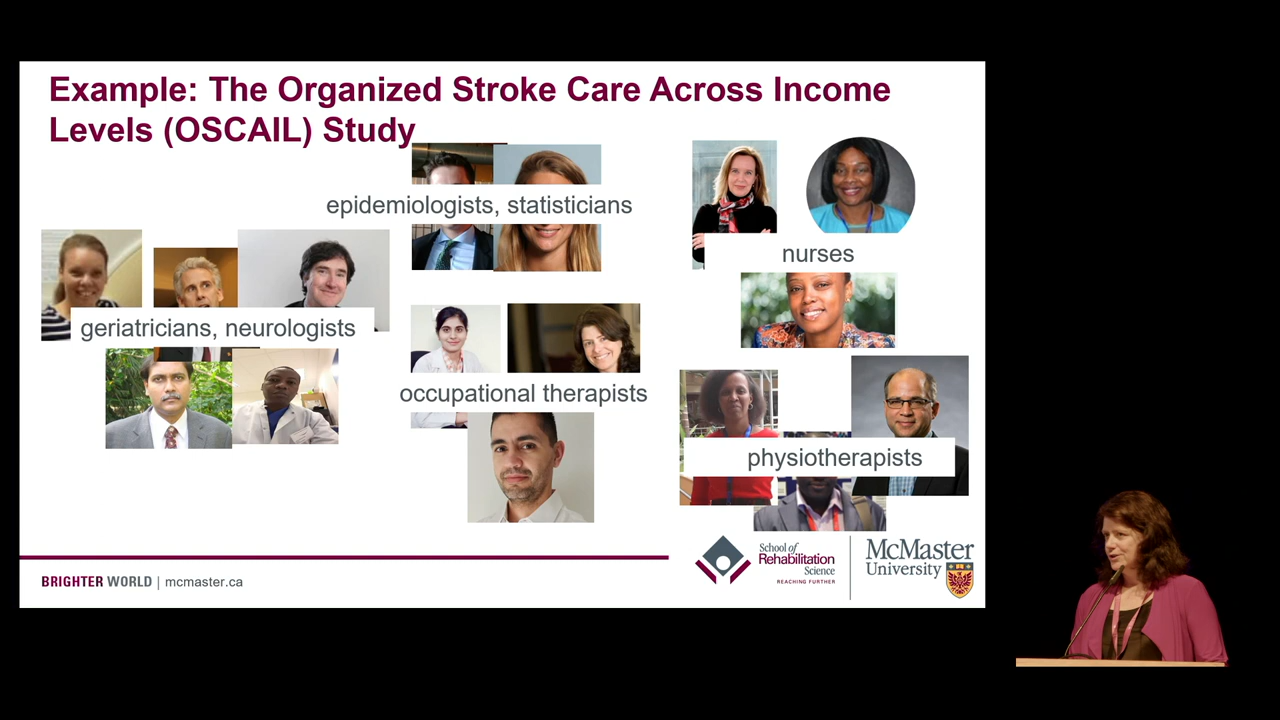 Example: The Organized Stroke Care Across Income
Levels (OSCAIL) Study
epidemiologists, statisticians
nurses
geriatricians, neurologists
occupational therapists
physiotherapists
BRIGHTER WORLD | mcmaster.ca
School of
Rehabilitation
Science
REACHING FURTHER
McMaster
University